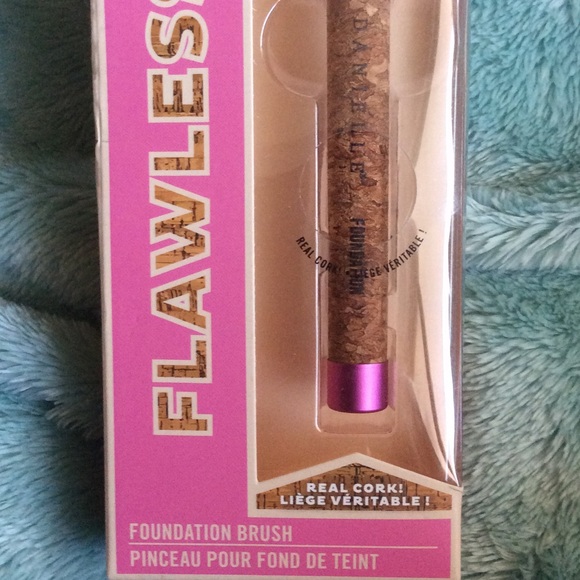 FLAWLESS
DANIELLE
FOUNDATION
REAL CORK! • LIÈGE VÉRITABLE !
REAL CORK!
LIÈGE VÉRITABLE !
FOUNDATION BRUSH
PINCEAU POUR FOND DE TEINT